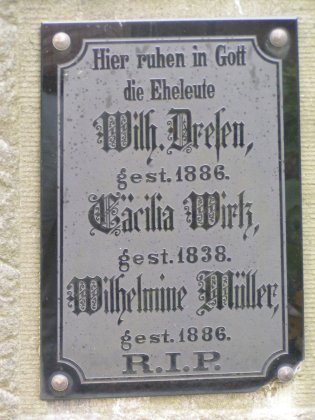 Hier ruhen in Gott
die Eheleute
Wilh. Dresen,
gest. 1886.
Cäcilia Wirtz,
gest. 1838.
Wilhelmine Müller,
gest. 1886.
R.I.P.